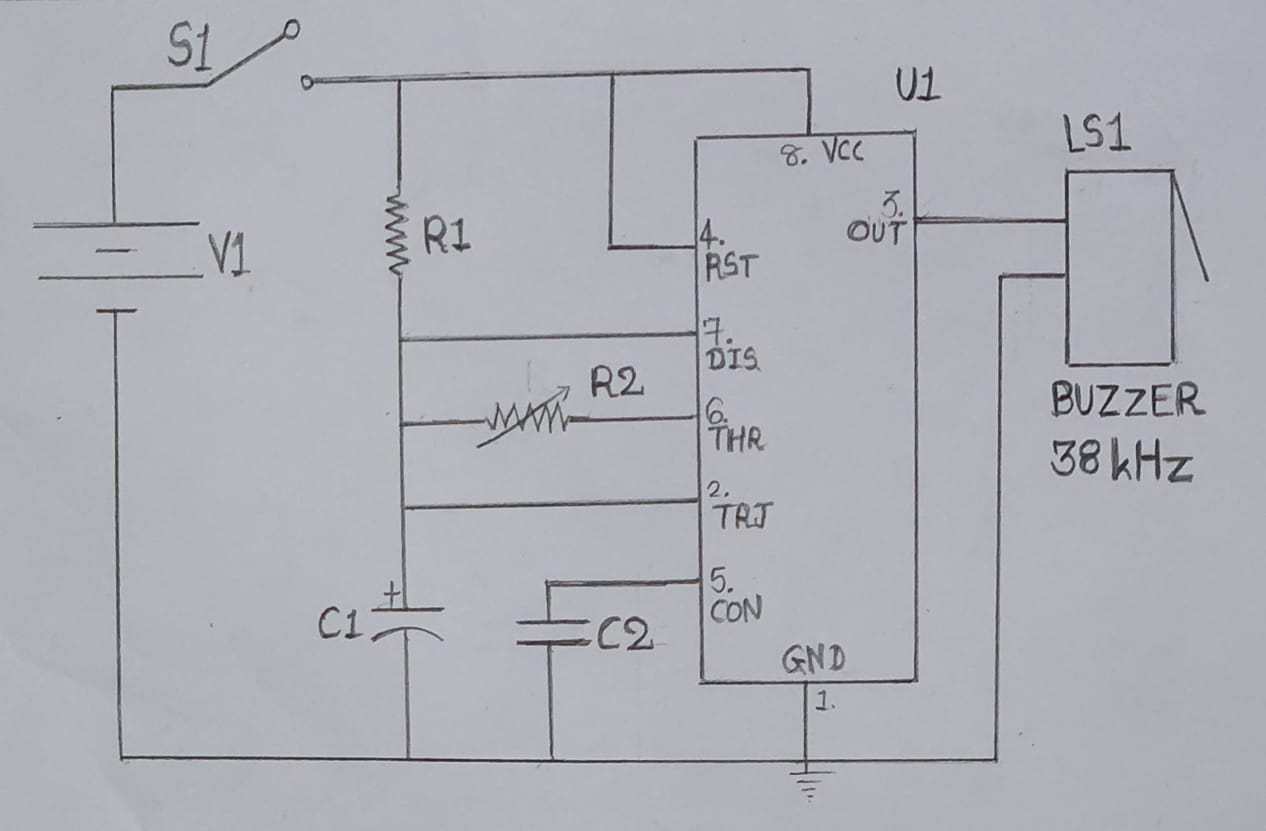 S1
U1
LS1
8. VCC
3.
OUT
R1
V1
4.
RST
7.
DIS.
R2
6.
THR
BUZZER
38 kHz
2.
TRJ
+
5.
CON
C1
C2
GND
1.